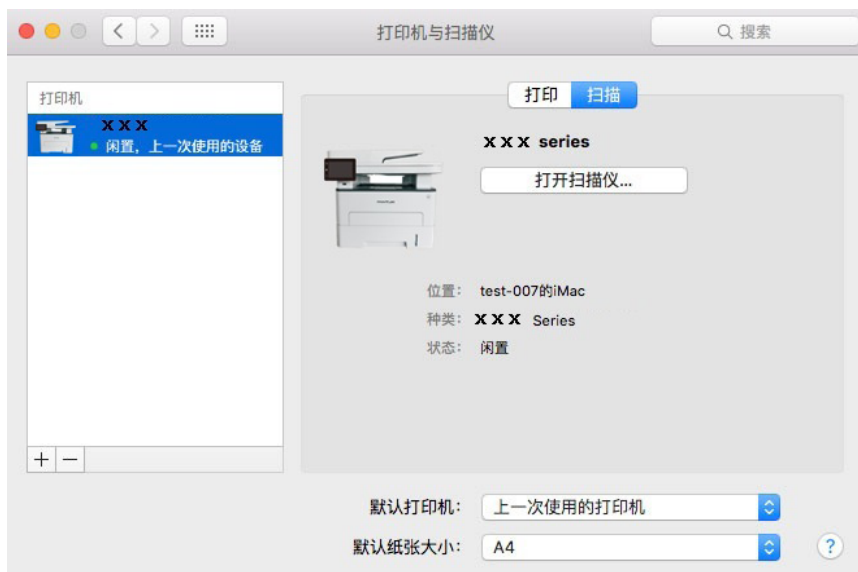 打印机与扫描仪
搜索
打印机
X X X
闲置，上一次使用的设备
打印 扫描
X X X series
打开扫描仪...
位置： test-007的iMac
种类： X X X Series
状态： 闲置
+ −
默认打印机： 上一次使用的打印机
默认纸张大小： A4
?